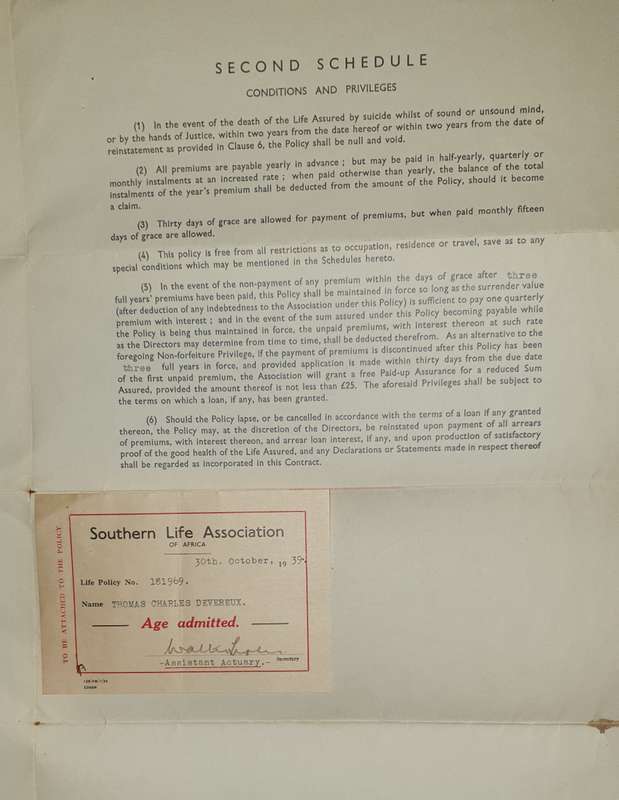 SECOND SCHEDULE
CONDITIONS AND PRIVILEGES
(1) In the event of the death of the Life Assured by suicide whilst of sound or unsound mind,
or by the hands of Justice, within two years from the date hereof or within two years from the date of
reinstatement as provided in Clause 6, the Policy shall be null and void.
(2) All premiums are payable yearly in advance ; but may be paid in half-yearly, quarterly or
monthly instalments at an increased rate ; when paid otherwise than yearly, the balance of the total
instalments of the year's premium shall be deducted from the amount of the Policy, should it become
a claim.
(3) Thirty days of grace are allowed for payment of premiums, but when paid monthly fifteen
days of grace are allowed.
(4) This policy is free from all restrictions as to occupation, residence or travel, save as to any
special conditions which may be mentioned in the Schedules hereto.
(5) In the event of the non-payment of any premium within the days of grace after three
full years' premiums have been paid, this Policy shall be maintained in force so long as the surrender value
(after deduction of any indebtedness to the Association under this Policy) is sufficient to pay one quarterly
premium with interest ; and in the event of the sum assured under this Policy becoming payable while
the Policy is being thus maintained in force, the unpaid premiums, with interest thereon at such rate
as the Directors may determine from time to time, shall be deducted therefrom. As an alternative to the
foregoing Non-forfeiture Privilege, if the payment of premiums is discontinued after this Policy has been
three full years in force, and provided application is made within thirty days from the due date
of the first unpaid premium, the Association will grant a free Paid-up Assurance for a reduced Sum
Assured, provided the amount thereof is not less than £25. The aforesaid Privileges shall be subject to
the terms on which a loan, if any, has been granted.
(6) Should the Policy lapse, or be cancelled in accordance with the terms of a loan if any granted
thereon, the Policy may, at the discretion of the Directors, be reinstated upon payment of all arrears
of premiums, with interest thereon, and arrear loan interest, if any, and upon production of satisfactory
proof of the good health of the Life Assured, and any Declarations or Statements made in respect thereof
shall be regarded as incorporated in this Contract.
TO BE ATTACHED TO THE POLICY
Southern Life Association
OF AFRICA
30th. October, 19 39.
Life Policy No. 181969.
Name THOMAS CHARLES DEVEREUX.
Age admitted.
-Assistant Actuary.- Secretary